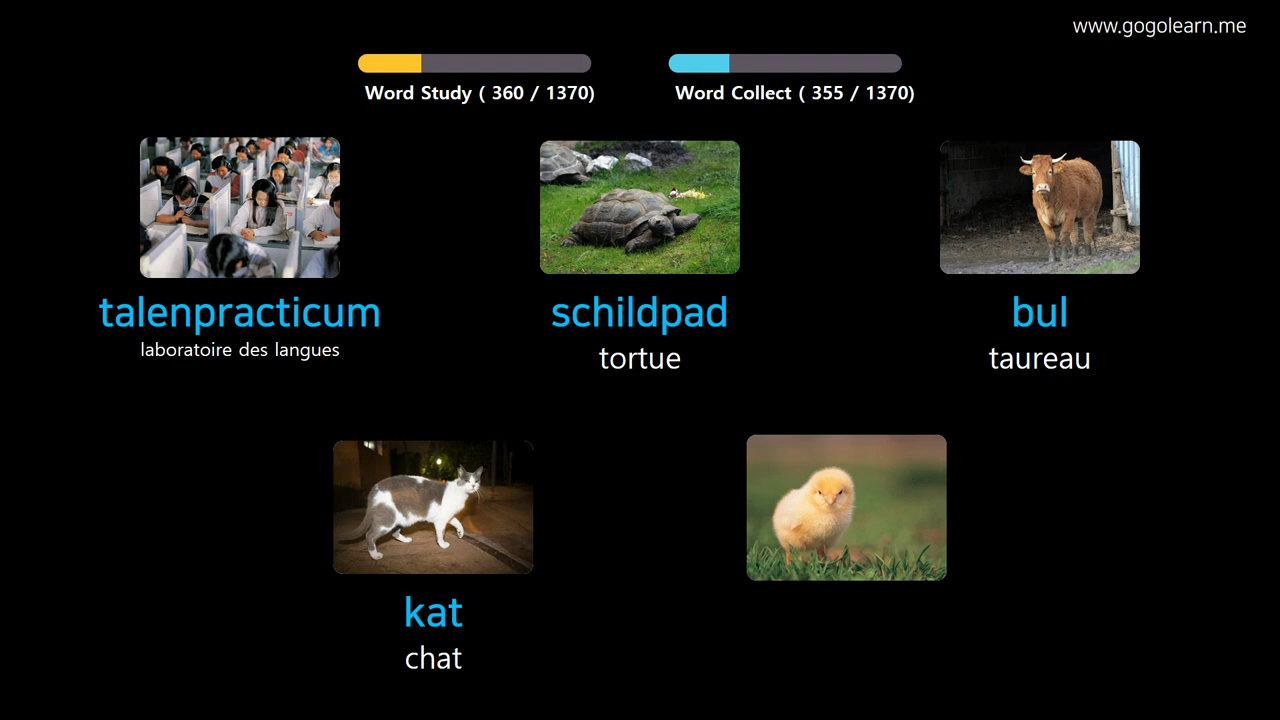 www.gogolearn.me
Word Study ( 360 / 1370)
Word Collect ( 355 / 1370)
talenpracticum
laboratoire des langues
schildpad
tortue
bul
taureau
kat
chat